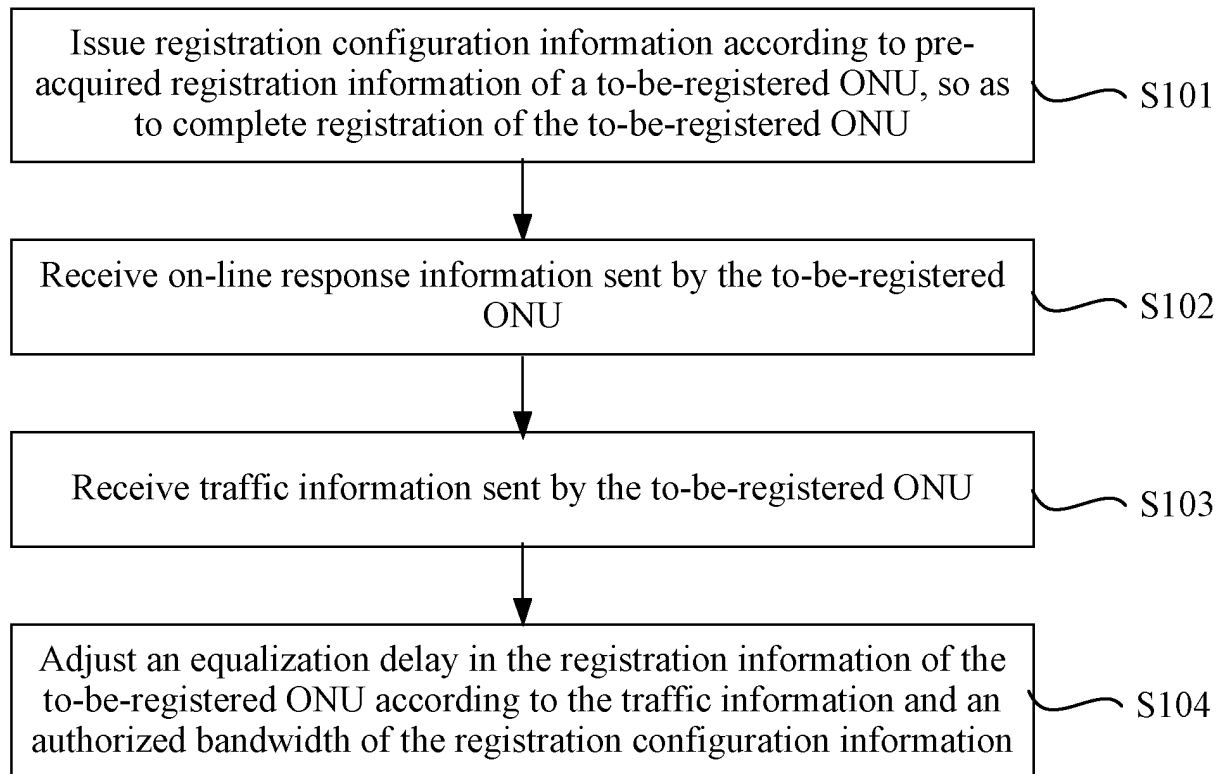 Issue registration configuration information according to pre-
acquired registration information of a to-be-registered ONU, so as
to complete registration of the to-be-registered ONU
S101
Receive on-line response information sent by the to-be-registered
ONU
S102
Receive traffic information sent by the to-be-registered ONU
S103
Adjust an equalization delay in the registration information of the
to-be-registered ONU according to the traffic information and an
authorized bandwidth of the registration configuration information
S104